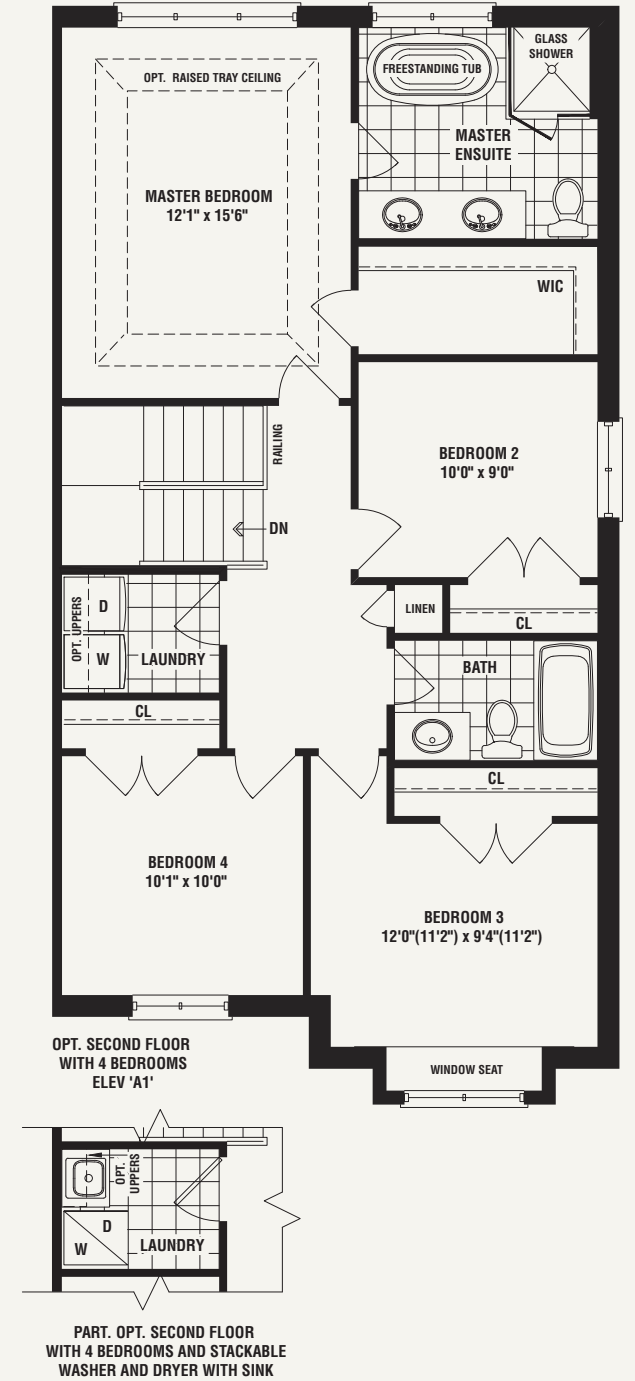 GLASS
SHOWER
FREESTANDING TUB
OPT. RAISED TRAY CEILING
MASTER
ENSUITE
MASTER BEDROOM
12'1" x 15'6"
WIC
BEDROOM 2
10'0" x 9'0"
RAILING
DN
LINEN
CL
OPT. UPPERS
D
W
LAUNDRY
BATH
CL
CL
BEDROOM 4
10'1" x 10'0"
BEDROOM 3
12'0"(11'2") x 9'4"(11'2")
WINDOW SEAT
OPT. SECOND FLOOR
WITH 4 BEDROOMS
ELEV 'A1'
OPT.
UPPERS
D
W
LAUNDRY
PART. OPT. SECOND FLOOR
WITH 4 BEDROOMS AND STACKABLE
WASHER AND DRYER WITH SINK